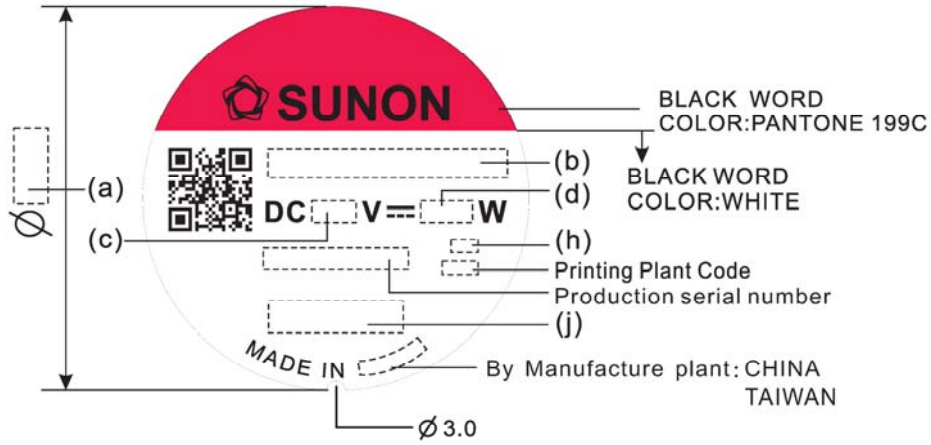 SUNON
BLACK WORD
COLOR:PANTONE 199C
(b)
BLACK WORD
COLOR:WHITE
(a)
Ø
(d)
DC V⎓ W
(c)
(h)
Printing Plant Code
Production serial number
(j)
MADE IN
By Manufacture plant: CHINA
TAIWAN
Ø 3.0